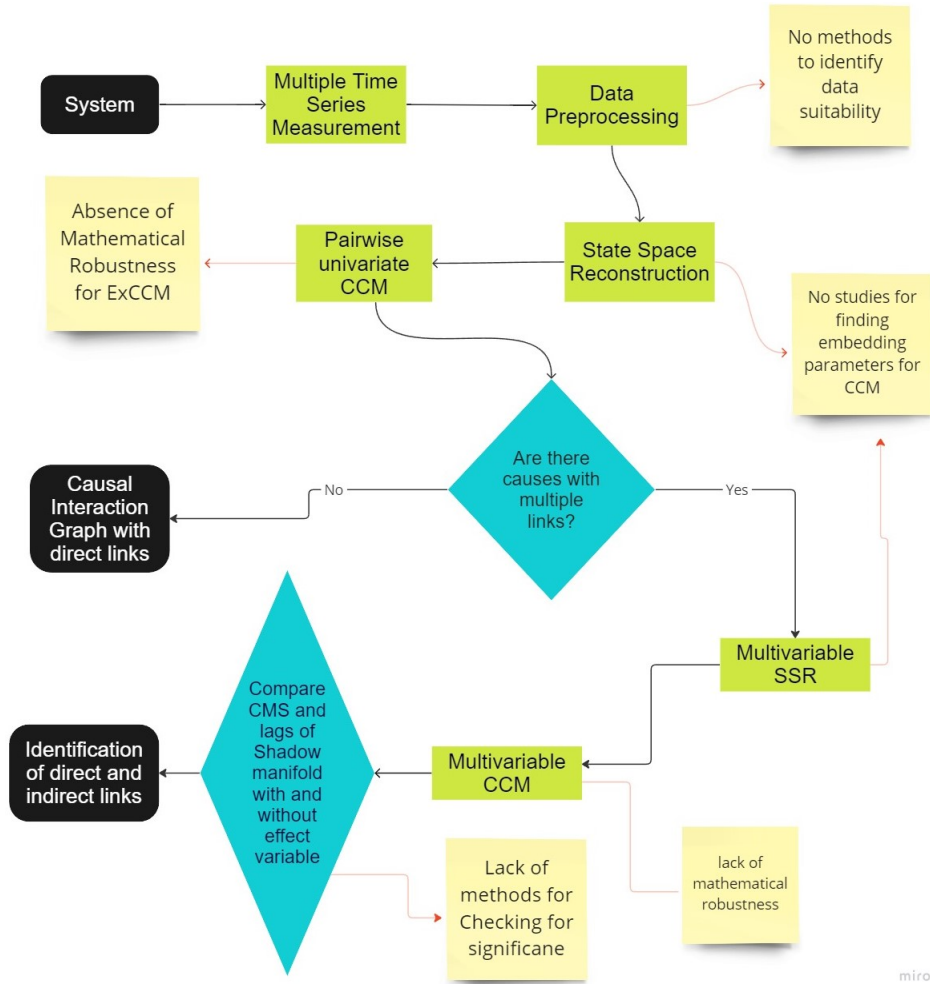 System
Multiple Time
Series
Measurement
Data
Preprocessing
No methods
to identify
data
suitability
Absence of
Mathematical
Robustness
for ExCCM
Pairwise
univariate
CCM
State Space
Reconstruction
No studies for
finding
embedding
parameters for
CCM
Are there
causes with
multiple
links?
No
Yes
Causal
Interaction
Graph with
direct links
Multivariable
SSR
Compare
CMS and
lags of
Shadow
manifold
with and
without
effect
variable
Identification
of direct and
indirect links
Multivariable
CCM
Lack of
methods for
Checking for
significane
lack of
mathematical
robustness
miro